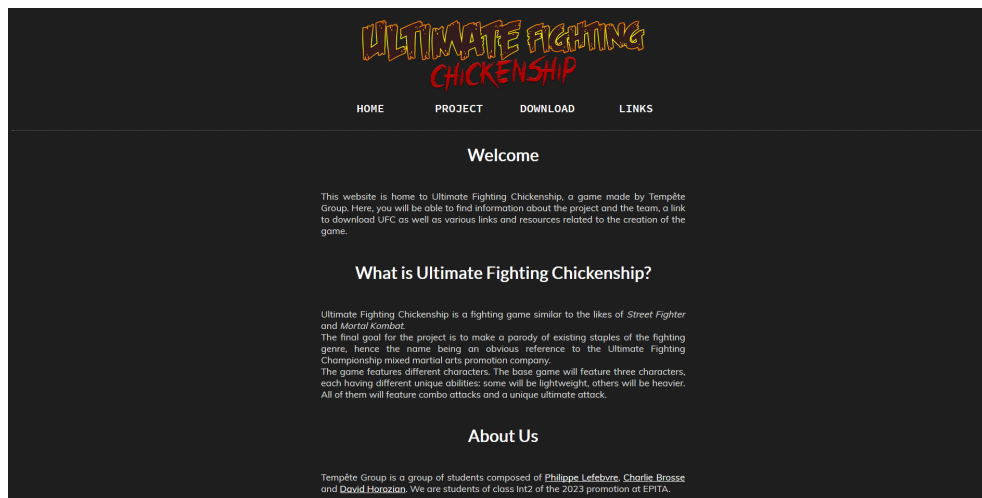 ULTIMATE FIGHTING
CHICKENSHIP
HOME PROJECT DOWNLOAD LINKS
Welcome
This website is home to Ultimate Fighting Chickenship, a game made by Tempête
Group. Here, you will be able to find information about the project and the team, a link
to download UFC as well as various links and resources related to the creation of the
game.
What is Ultimate Fighting Chickenship?
Ultimate Fighting Chickenship is a fighting game similar to the likes of Street Fighter
and Mortal Kombat.
The final goal for the project is to make a parody of existing staples of the fighting
genre, hence the name being an obvious reference to the Ultimate Fighting
Championship mixed martial arts promotion company.
The game features different characters. The base game will feature three characters,
each having different unique abilities: some will be lightweight, others will be heavier.
All of them will feature combo attacks and a unique ultimate attack.
About Us
Tempête Group is a group of students composed of Philippe Lefebvre, Charlie Brosse
and David Horozian. We are students of class Int2 of the 2023 promotion at EPITA.